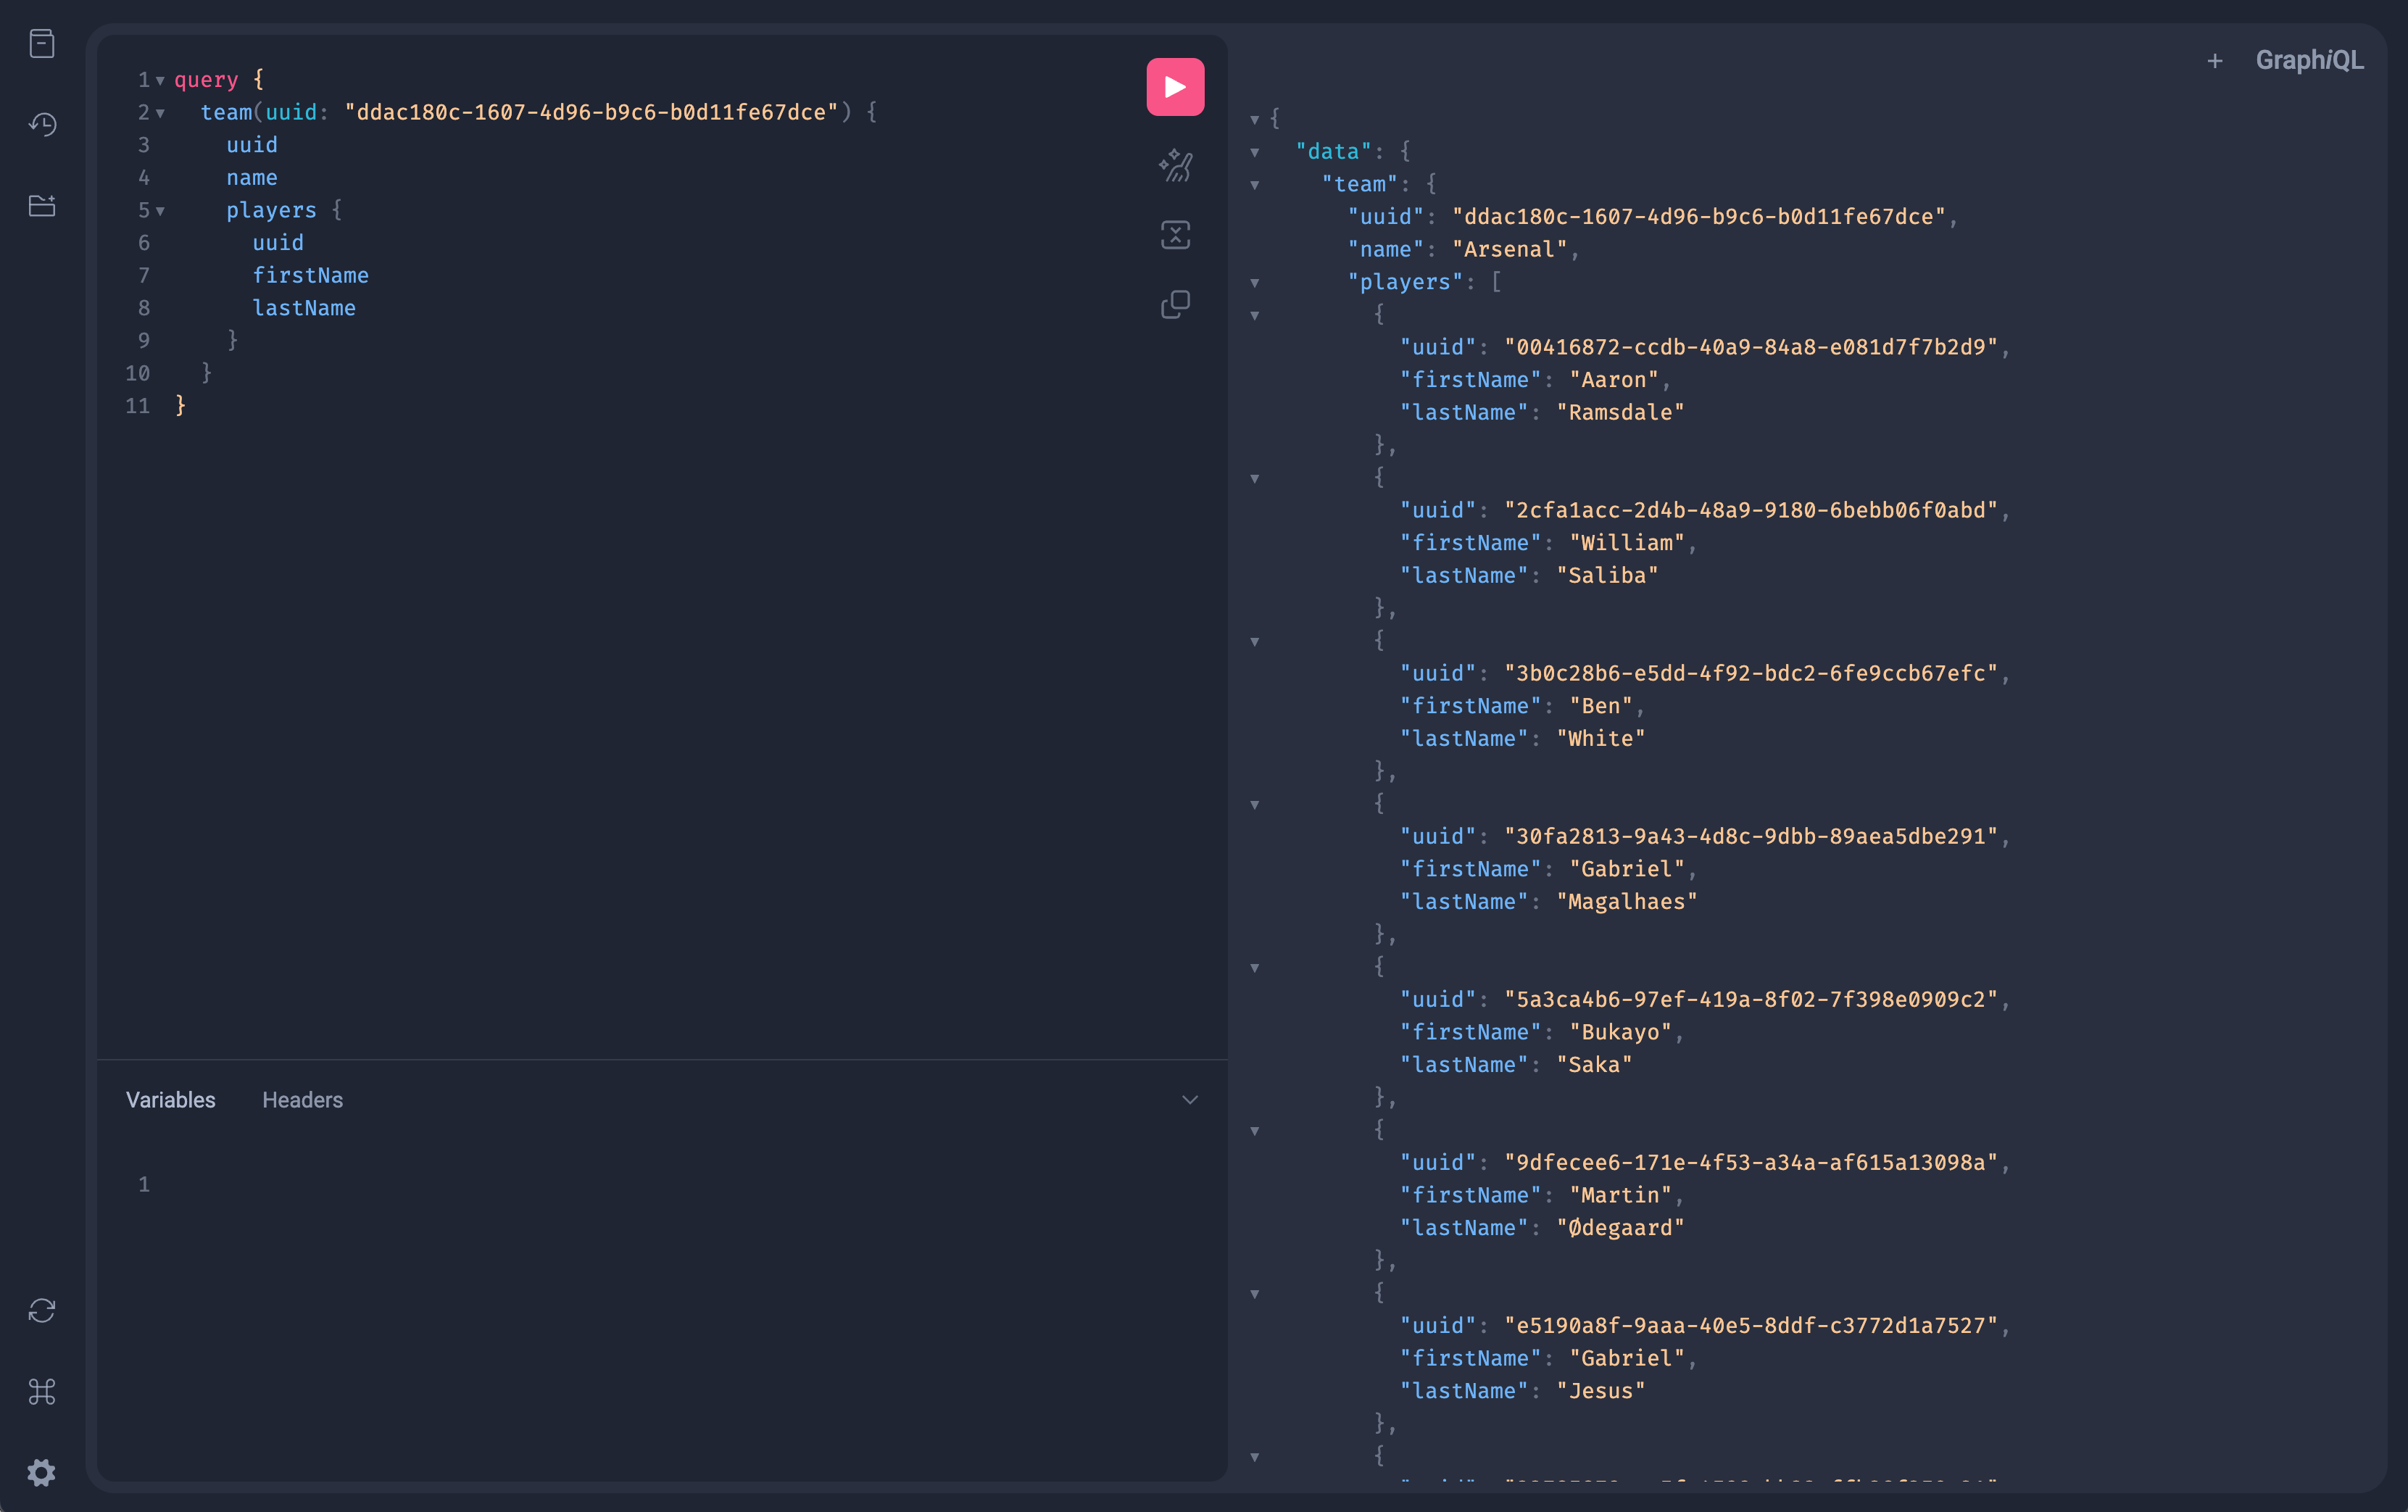 1 query {
2 team(uuid: "ddac180c-1607-4d96-b9c6-b0d11fe67dce") {
3 uuid
4 name
5 players {
6 uuid
7 firstName
8 lastName
9 }
10 }
11 }
Variables Headers
1
+ GraphiQL
{
"data": {
"team": {
"uuid": "ddac180c-1607-4d96-b9c6-b0d11fe67dce",
"name": "Arsenal",
"players": [
{
"uuid": "00416872-ccdb-40a9-84a8-e081d7f7b2d9",
"firstName": "Aaron",
"lastName": "Ramsdale"
},
{
"uuid": "2cfa1acc-2d4b-48a9-9180-6bebb06f0abd",
"firstName": "William",
"lastName": "Saliba"
},
{
"uuid": "3b0c28b6-e5dd-4f92-bdc2-6fe9ccb67efc",
"firstName": "Ben",
"lastName": "White"
},
{
"uuid": "30fa2813-9a43-4d8c-9dbb-89aea5dbe291",
"firstName": "Gabriel",
"lastName": "Magalhaes"
},
{
"uuid": "5a3ca4b6-97ef-419a-8f02-7f398e0909c2",
"firstName": "Bukayo",
"lastName": "Saka"
},
{
"uuid": "9dfecee6-171e-4f53-a34a-af615a13098a",
"firstName": "Martin",
"lastName": "Ødegaard"
},
{
"uuid": "e5190a8f-9aaa-40e5-8ddf-c3772d1a7527",
"firstName": "Gabriel",
"lastName": "Jesus"
},
{